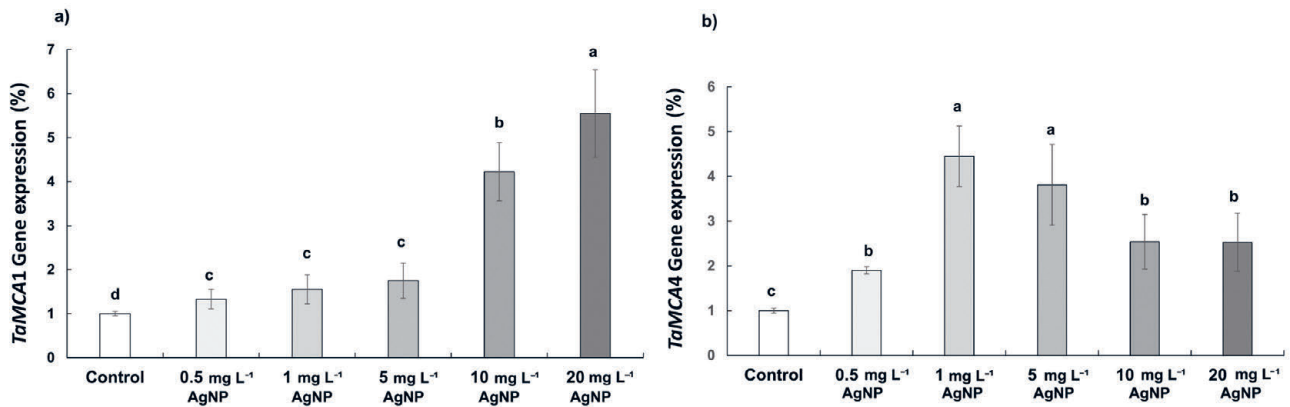 a)
TaMCA1 Gene expression (%)
7
6
5
4
3
2
1
0
d
c
c
c
b
a
Control
0.5 mg L⁻¹
AgNP
1 mg L⁻¹
AgNP
5 mg L⁻¹
AgNP
10 mg L⁻¹
AgNP
20 mg L⁻¹
AgNP
b)
TaMCA4 Gene expression (%)
6
5
4
3
2
1
0
c
b
a
a
b
b
Control
0.5 mg L⁻¹
AgNP
1 mg L⁻¹
AgNP
5 mg L⁻¹
AgNP
10 mg L⁻¹
AgNP
20 mg L⁻¹
AgNP